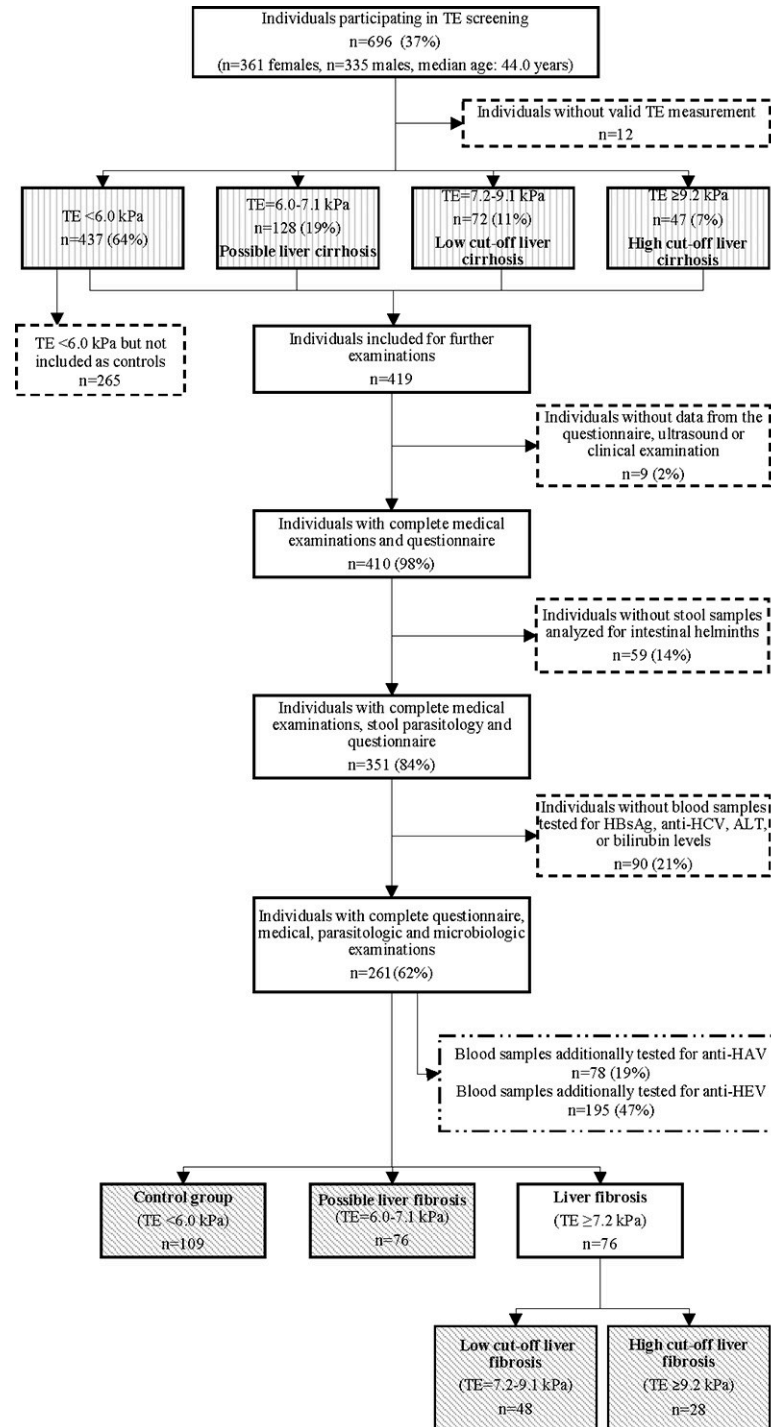 Individuals participating in TE screening
n=696 (37%)
(n=361 females, n=335 males, median age: 44.0 years)
Individuals without valid TE measurement
n=12
TE <6.0 kPa
n=437 (64%)
TE=6.0-7.1 kPa
n=128 (19%)
Possible liver cirrhosis
TE=7.2-9.1 kPa
n=72 (11%)
Low cut-off liver
cirrhosis
TE ≥9.2 kPa
n=47 (7%)
High cut-off liver
cirrhosis
TE <6.0 kPa but not
included as controls
n=265
Individuals included for further
examinations
n=419
Individuals without data from the
questionnaire, ultrasound or
clinical examination
n=9 (2%)
Individuals with complete medical
examinations and questionnaire
n=410 (98%)
Individuals without stool samples
analyzed for intestinal helminths
n=59 (14%)
Individuals with complete medical
examinations, stool parasitology and
questionnaire
n=351 (84%)
Individuals without blood samples
tested for HBsAg, anti-HCV, ALT,
or bilirubin levels
n=90 (21%)
Individuals with complete questionnaire,
medical, parasitologic and microbiologic
examinations
n=261(62%)
Blood samples additionally tested for anti-HAV
n=78 (19%)
Blood samples additionally tested for anti-HEV
n=195 (47%)
Control group
(TE <6.0 kPa)
n=109
Possible liver fibrosis
(TE=6.0-7.1 kPa)
n=76
Liver fibrosis
(TE ≥7.2 kPa)
n=76
Low cut-off liver
fibrosis
(TE=7.2-9.1 kPa)
n=48
High cut-off liver
fibrosis
(TE ≥9.2 kPa)
n=28